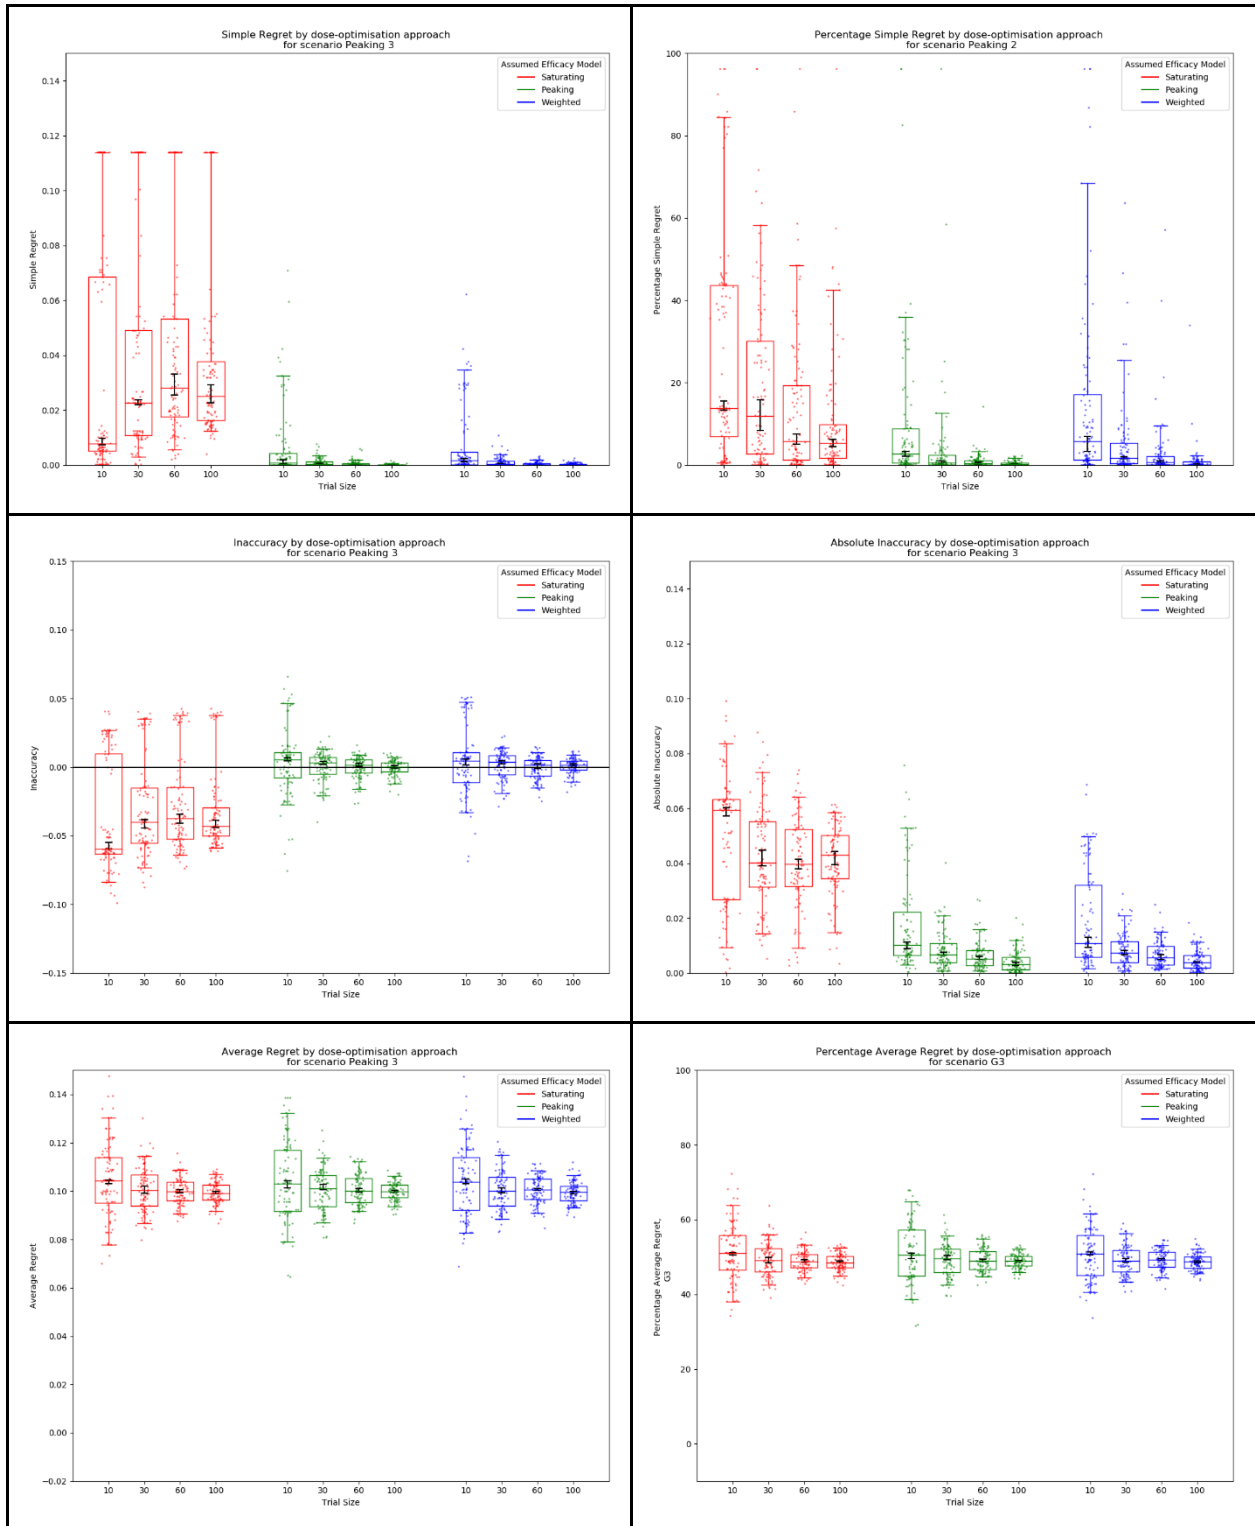 Simple Regret by dose-optimisation approach
for scenario Peaking 3
Assumed Efficacy Model
Saturating
Peaking
Weighted
0.14
0.12
0.10
0.08
0.06
0.04
0.02
0.00
Simple Regret
10 30 60 100 10 30 60 100 10 30 60 100
Trial Size
Percentage Simple Regret by dose-optimisation approach
for scenario Peaking 2
Assumed Efficacy Model
Saturating
Peaking
Weighted
100
80
60
40
20
0
Percentage Simple Regret
10 30 60 100 10 30 60 100 10 30 60 100
Trial Size
Inaccuracy by dose-optimisation approach
for scenario Peaking 3
Assumed Efficacy Model
Saturating
Peaking
Weighted
0.15
0.10
0.05
0.00
−0.05
−0.10
−0.15
Inaccuracy
10 30 60 100 10 30 60 100 10 30 60 100
Trial Size
Absolute Inaccuracy by dose-optimisation approach
for scenario Peaking 3
Assumed Efficacy Model
Saturating
Peaking
Weighted
0.14
0.12
0.10
0.08
0.06
0.04
0.02
0.00
Absolute Inaccuracy
10 30 60 100 10 30 60 100 10 30 60 100
Trial Size
Average Regret by dose-optimisation approach
for scenario Peaking 3
Assumed Efficacy Model
Saturating
Peaking
Weighted
0.14
0.12
0.10
0.08
0.06
0.04
0.02
0.00
−0.02
Average Regret
10 30 60 100 10 30 60 100 10 30 60 100
Trial Size
Percentage Average Regret by dose-optimisation approach
for scenario G3
Assumed Efficacy Model
Saturating
Peaking
Weighted
100
80
60
40
20
0
Percentage Average Regret,
G3
10 30 60 100 10 30 60 100 10 30 60 100
Trial Size